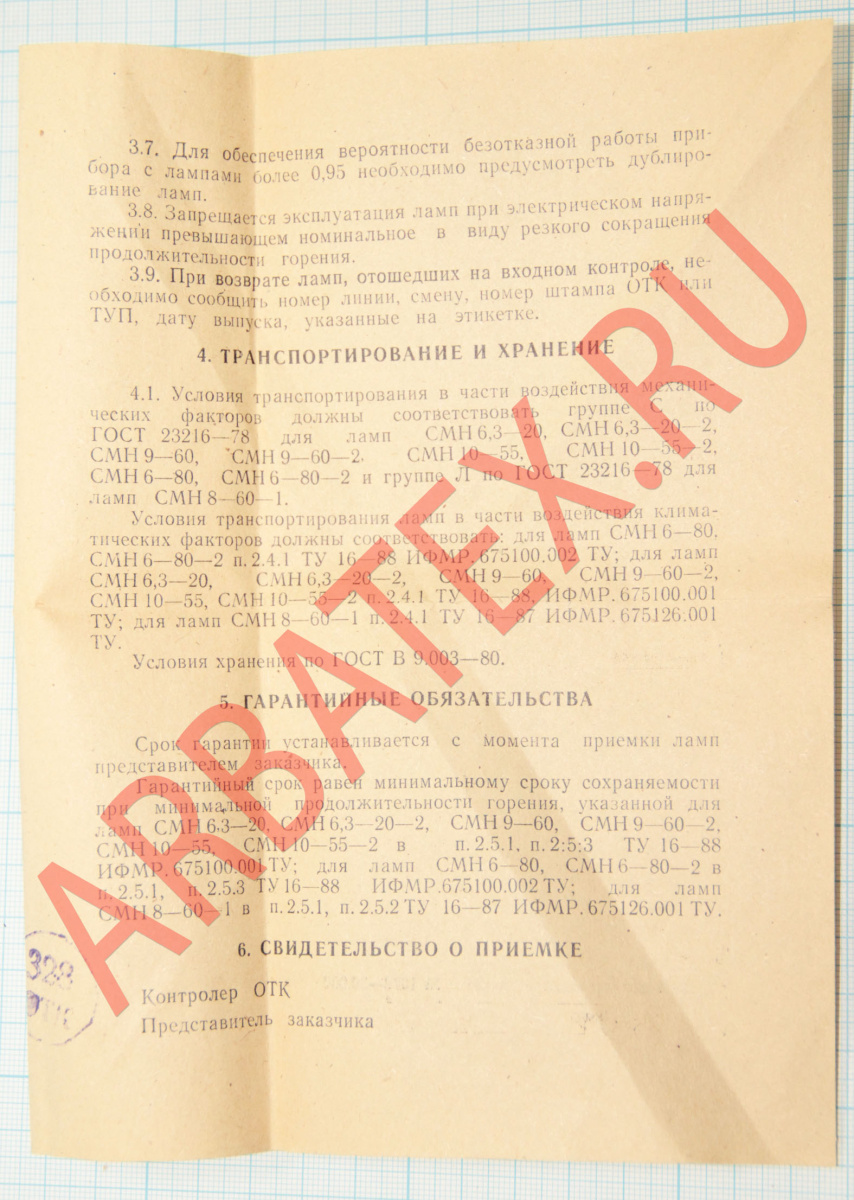 3.7. Для обеспечения вероятности безотказной работы при-
бора с лампами более 0,95 необходимо предусмотреть дублиро-
вание ламп.
3.8. Запрещается эксплуатация ламп при электрическом напря-
жении превышающем номинальное в виду резкого сокращения
продолжительности горения.
3.9. При возврате ламп, отошедших на входном контроле, не-
обходимо сообщить номер линии, смену, номер штампа ОТК или
ТУП, дату выпуска, указанные на этикетке.
4. ТРАНСПОРТИРОВАНИЕ И ХРАНЕНИЕ
4.1. Условия транспортирования в части воздействия механи-
ческих факторов должны соответствовать группе С по
ГОСТ 23216—78 для ламп СМН 6,3—20, СМН 6,3—20—2,
СМН 9—60, СМН 9—60—2, СМН 10—55, СМН 10—55—2,
СМН 6—80, СМН 6—80—2 и группе Л по ГОСТ 23216—78 для
ламп СМН 8—60—1.
Условия транспортирования ламп в части воздействия клима-
тических факторов должны соответствовать: для ламп СМН 6—80,
СМН 6—80—2 п. 2.4.1 ТУ 16—88 ИФМР.675100.002 ТУ; для ламп
СМН 6,3—20, СМН 6,3—20—2, СМН 9—60, СМН 9—60—2,
СМН 10—55, СМН 10—55—2 п. 2.4.1 ТУ 16—88, ИФМР.675100.001
ТУ; для ламп СМН 8—60—1 п. 2.4.1 ТУ 16—87 ИФМР.675126.001
ТУ.
Условия хранения по ГОСТ В 9.003—80.
5. ГАРАНТИЙНЫЕ ОБЯЗАТЕЛЬСТВА
Срок гарантии устанавливается с момента приемки ламп
представителем заказчика.
Гарантийный срок равен минимальному сроку сохраняемости
при минимальной продолжительности горения, указанной для
ламп СМН 6,3—20, СМН 6,3—20—2, СМН 9—60, СМН 9—60—2,
СМН 10—55, СМН 10—55—2 в п. 2.5.1, п. 2:5:3 ТУ 16—88
ИФМР.675100.001 ТУ; для ламп СМН 6—80, СМН 6—80—2 в
п. 2.5.1, п. 2.5.3 ТУ 16—88 ИФМР.675100.002 ТУ; для ламп
СМН 8—60—1 в п. 2.5.1, п. 2.5.2 ТУ 16—87 ИФМР.675126.001 ТУ.
6. СВИДЕТЕЛЬСТВО О ПРИЕМКЕ
328
ОТК
Контролер ОТК
Представитель заказчика
ARBATEX.RU